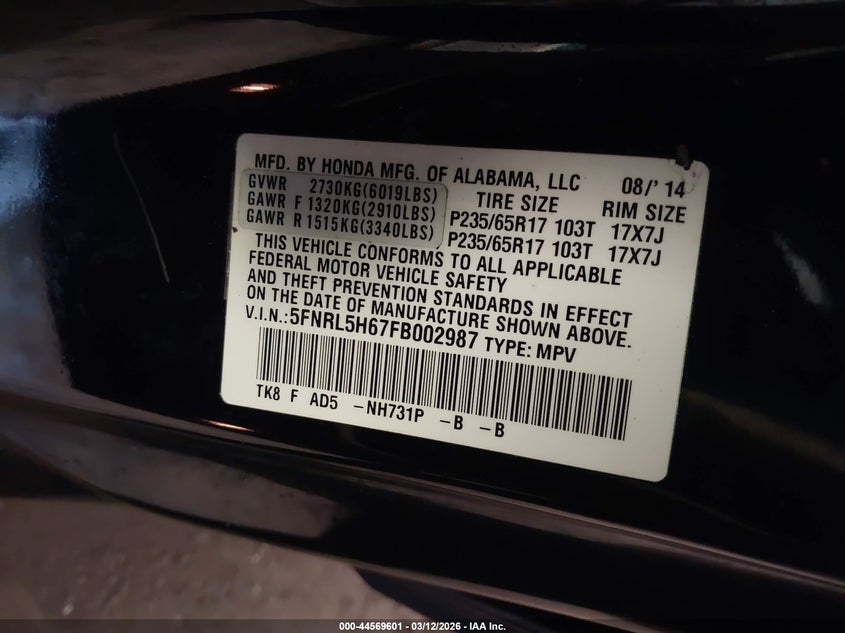 MFD. BY HONDA MFG. OF ALABAMA, LLC 08/'14
GVWR 2730KG(6019LBS) TIRE SIZE RIM SIZE
GAWR F 1320KG(2910LBS) P235/65R17 103T 17X7J
GAWR R 1515KG(3340LBS) P235/65R17 103T 17X7J
THIS VEHICLE CONFORMS TO ALL APPLICABLE
FEDERAL MOTOR VEHICLE SAFETY
AND THEFT PREVENTION STANDARDS IN EFFECT
ON THE DATE OF MANUFACTURE SHOWN ABOVE.
V.I.N.:5FNRL5H67FB002987 TYPE: MPV
TK8 F AD5 -NH731P -B -B
000-44569601 - 03/12/2026 - IAA Inc.